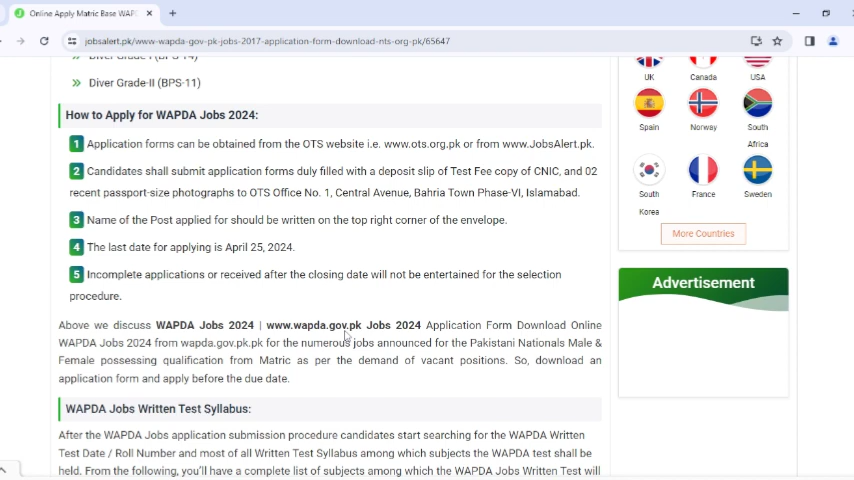 Online Apply Matric Base WAPD
jobsalert.pk/www-wapda-gov-pk-jobs-2017-application-form-download-nts-org-pk/65647
Diver Grade-I (BPS-14)
Diver Grade-II (BPS-11)
How to Apply for WAPDA Jobs 2024:
1 Application forms can be obtained from the OTS website i.e. www.ots.org.pk or from www.JobsAlert.pk.
2 Candidates shall submit application forms duly filled with a deposit slip of Test Fee copy of CNIC, and 02
recent passport-size photographs to OTS Office No. 1, Central Avenue, Bahria Town Phase-VI, Islamabad.
3 Name of the Post applied for should be written on the top right corner of the envelope.
4 The last date for applying is April 25, 2024.
5 Incomplete applications or received after the closing date will not be entertained for the selection
procedure.
Above we discuss WAPDA Jobs 2024 | www.wapda.gov.pk Jobs 2024 Application Form Download Online
WAPDA Jobs 2024 from wapda.gov.pk.pk for the numerous jobs announced for the Pakistani Nationals Male &
Female possessing qualification from Matric as per the demand of vacant positions. So, download an
application form and apply before the due date.
WAPDA Jobs Written Test Syllabus:
After the WAPDA Jobs application submission procedure candidates start searching for the WAPDA Written
Test Date / Roll Number and most of all Written Test Syllabus among which subjects the WAPDA test shall be
held. From the following, you'll have a complete list of subjects among which the WAPDA Jobs Written Test will
UK Canada USA
Spain Norway South
Africa
South France Sweden
Korea
More Countries
Advertisement